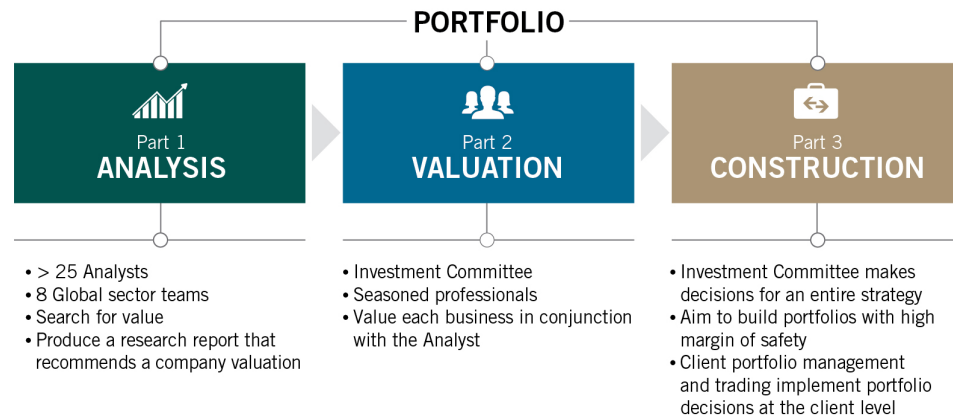 PORTFOLIO
Part 1
ANALYSIS
• > 25 Analysts
• 8 Global sector teams
• Search for value
• Produce a research report that
recommends a company valuation
Part 2
VALUATION
• Investment Committee
• Seasoned professionals
• Value each business in conjunction
with the Analyst
Part 3
CONSTRUCTION
• Investment Committee makes
decisions for an entire strategy
• Aim to build portfolios with high
margin of safety
• Client portfolio management
and trading implement portfolio
decisions at the client level